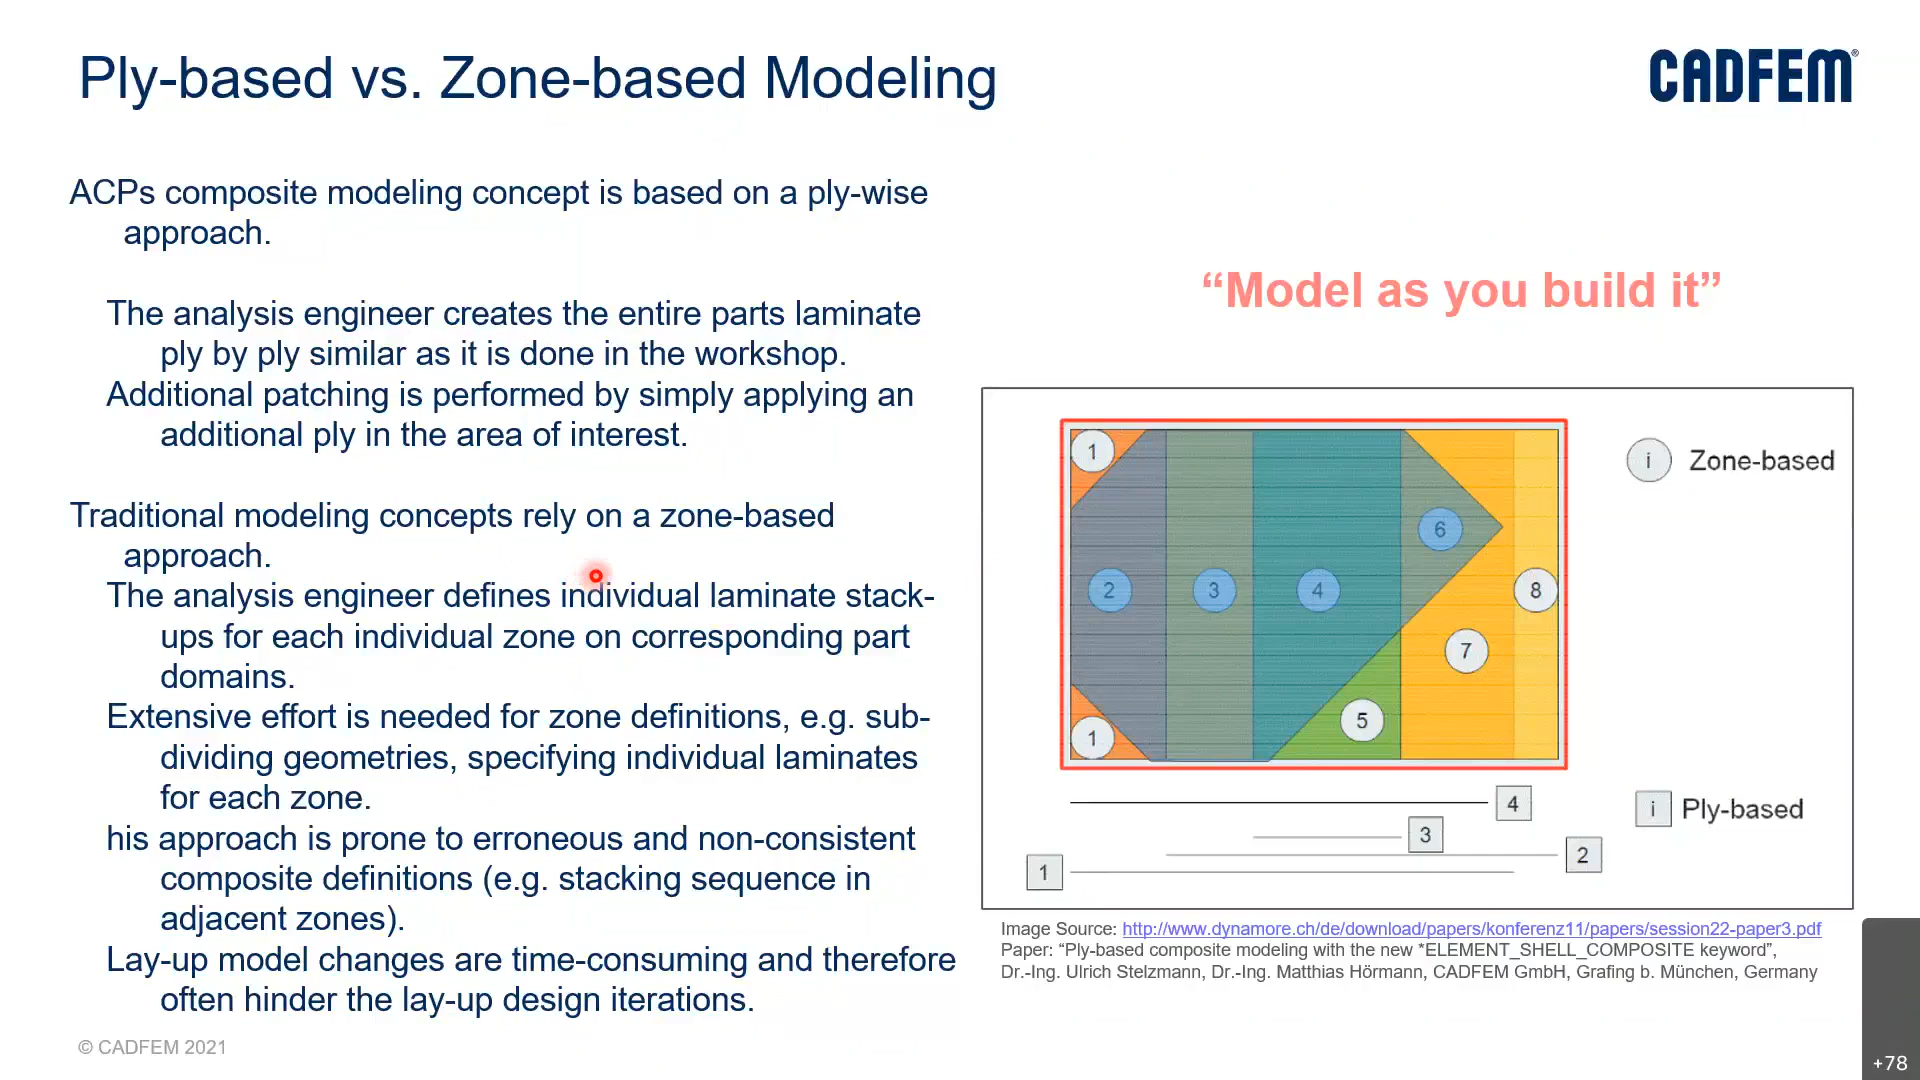 Ply-based vs. Zone-based Modeling
CADFEM®
ACPs composite modeling concept is based on a ply-wise
approach.
The analysis engineer creates the entire parts laminate
ply by ply similar as it is done in the workshop.
Additional patching is performed by simply applying an
additional ply in the area of interest.
Traditional modeling concepts rely on a zone-based
approach.
The analysis engineer defines individual laminate stack-
ups for each individual zone on corresponding part
domains.
Extensive effort is needed for zone definitions, e.g. sub-
dividing geometries, specifying individual laminates
for each zone.
his approach is prone to erroneous and non-consistent
composite definitions (e.g. stacking sequence in
adjacent zones).
Lay-up model changes are time-consuming and therefore
often hinder the lay-up design iterations.
“Model as you build it”
1
i Zone-based
6
2 3 4 8
7
5
1
4
i Ply-based
3
2
1
Image Source: http://www.dynamore.ch/de/download/papers/konferenz11/papers/session22-paper3.pdf
Paper: “Ply-based composite modeling with the new *ELEMENT_SHELL_COMPOSITE keyword”,
Dr.-Ing. Ulrich Stelzmann, Dr.-Ing. Matthias Hörmann, CADFEM GmbH, Grafing b. München, Germany
© CADFEM 2021
+78